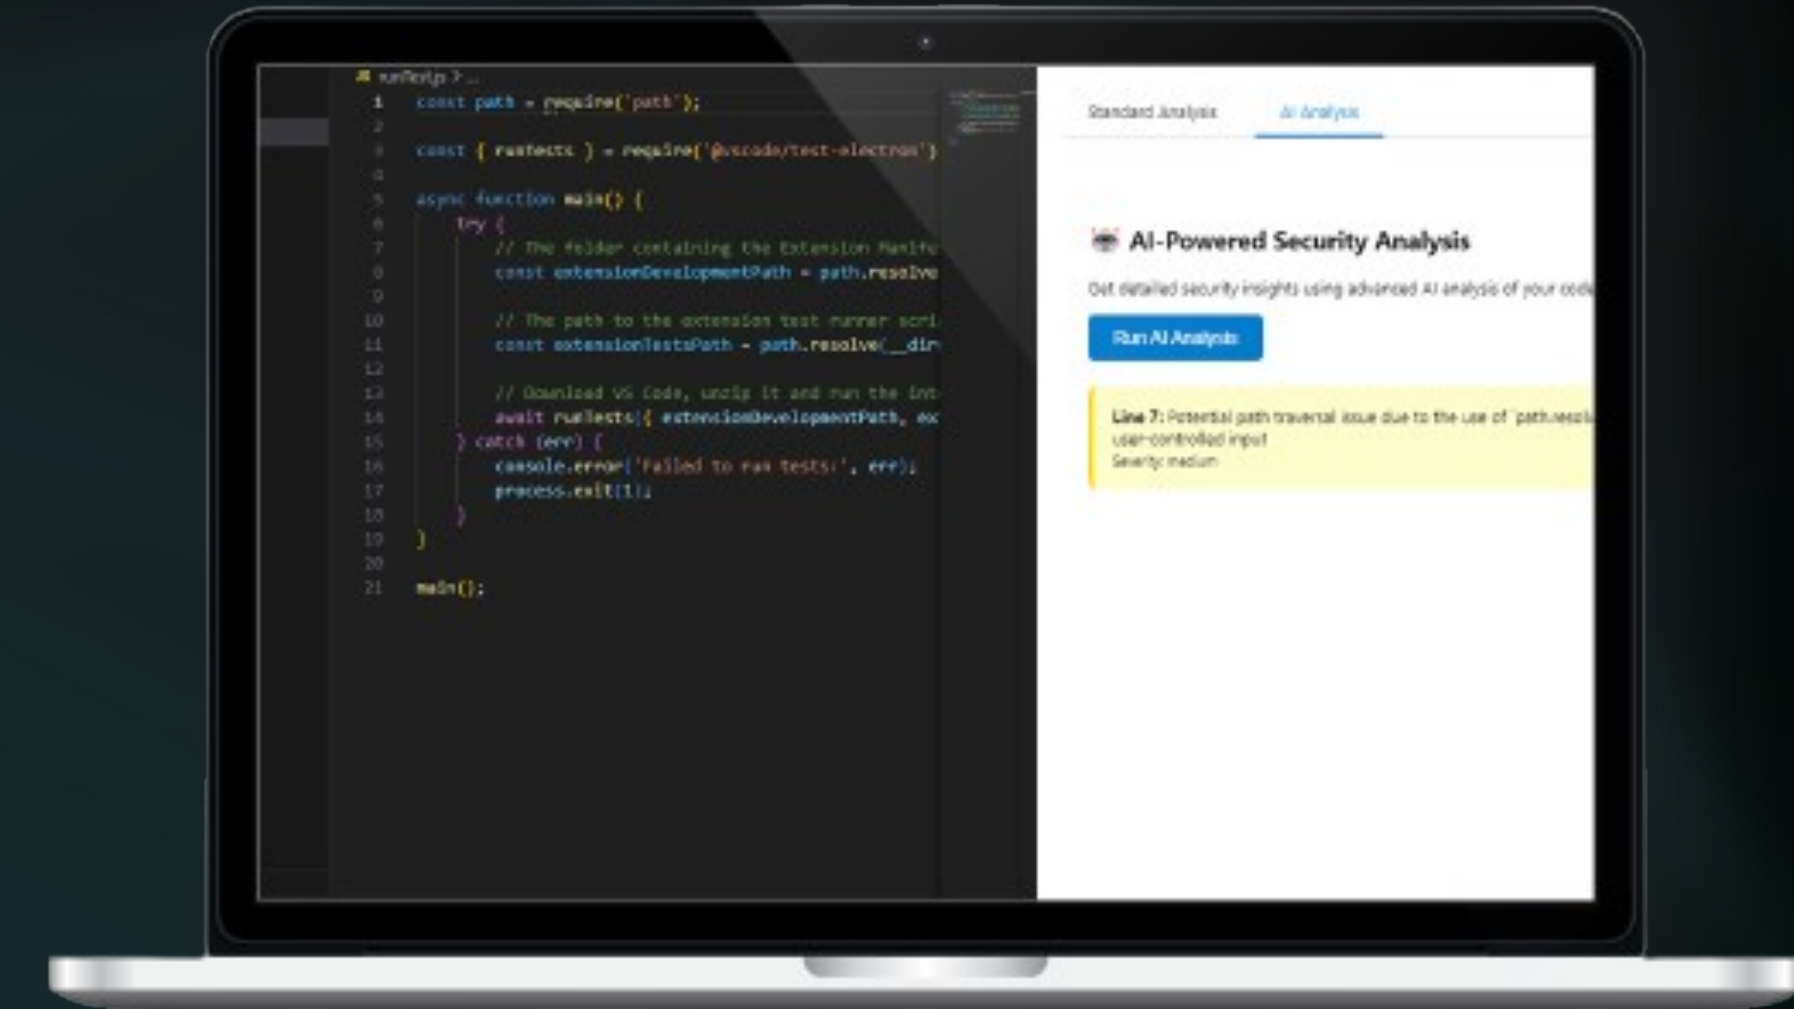 JS runTest.js > ...
1 const path = require('path');
2
3 const { runTests } = require('@vscode/test-electron')
4
5 async function main() {
6 try {
7 // The folder containing the Extension Manife
8 const extensionDevelopmentPath = path.resolve
9
10 // The path to the extension test runner scri
11 const extensionTestsPath = path.resolve(__dir
12
13 // Download VS Code, unzip it and run the int
14 await runTests({ extensionDevelopmentPath, ex
15 } catch (err) {
16 console.error('Failed to run tests:', err);
17 process.exit(1);
18 }
19 }
20
21 main();
Standard Analysis AI Analysis
AI-Powered Security Analysis
Get detailed security insights using advanced AI analysis of your code
Run AI Analysis
Line 7: Potential path traversal issue due to the use of `path.resol
user-controlled input
Severity: medium